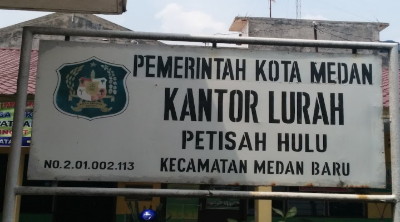 PEMERINTAH KOTA MEDAN
KANTOR LURAH
PETISAH HULU
NO.2.01.002.113
KECAMATAN MEDAN BARU